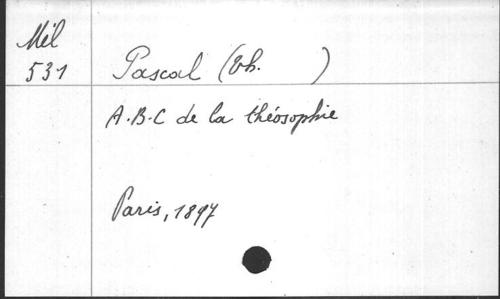 Mél
531
Pascal (Th. )
A.B.C de la théosophie
Paris, 1897